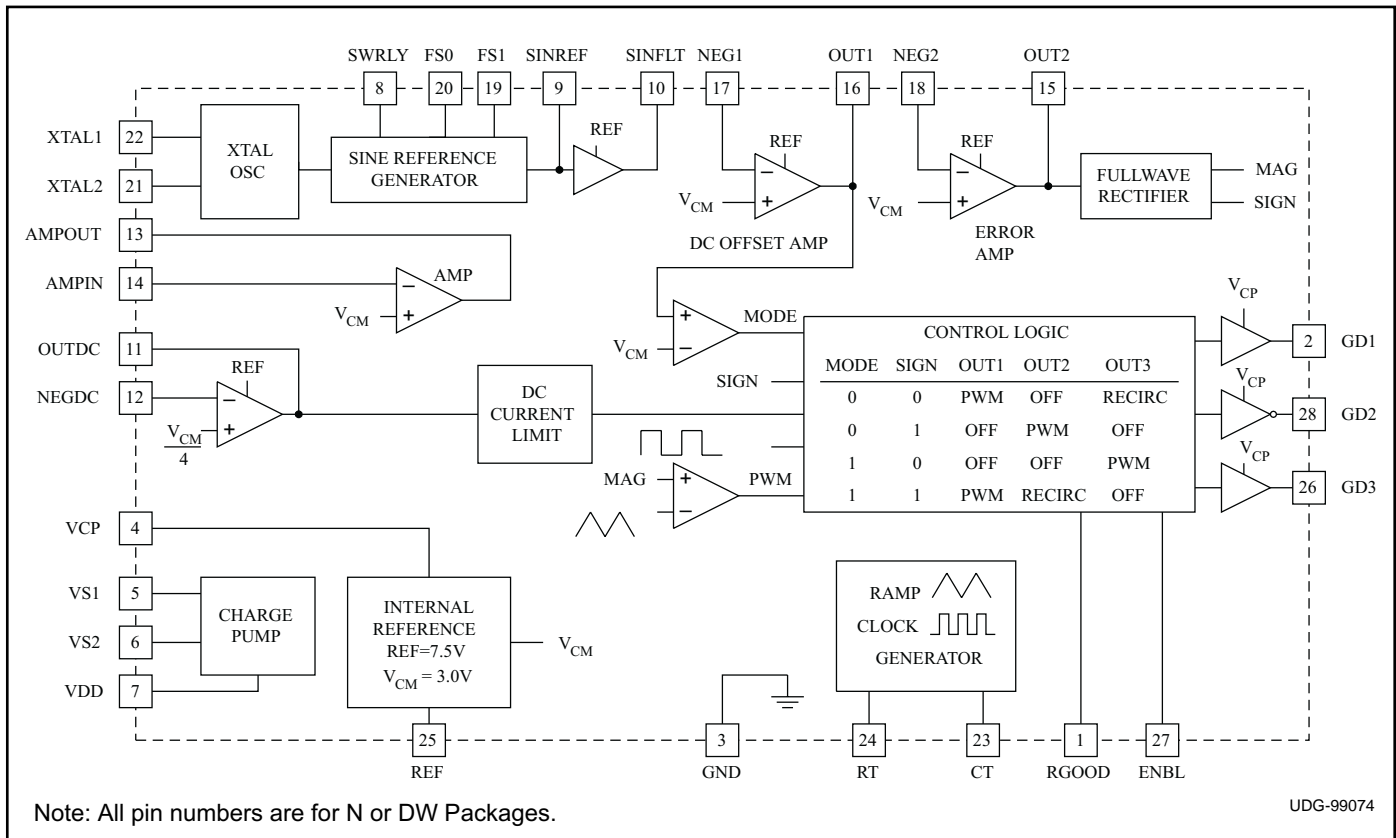 SWRLY FS0 FS1 SINREF SINFLT NEG1 OUT1 NEG2 OUT2
8 20 19 9 10 17 16 18 15
XTAL1 22
XTAL2 21
XTAL
OSC
SINE REFERENCE
GENERATOR
REF
REF
V_CM
DC OFFSET AMP
REF
V_CM
ERROR
AMP
FULLWAVE
RECTIFIER
MAG
SIGN
AMPOUT 13
AMPIN 14
AMP
V_CM
OUTDC 11
NEGDC 12
REF
V_CM
4
DC
CURRENT
LIMIT
V_CM
MODE
SIGN
MAG
PWM
CONTROL LOGIC
MODE SIGN OUT1 OUT2 OUT3
0 0 PWM OFF RECIRC
0 1 OFF PWM OFF
1 0 OFF OFF PWM
1 1 PWM RECIRC OFF
V_CP
2 GD1
V_CP
28 GD2
V_CP
26 GD3
VCP 4
VS1 5
VS2 6
VDD 7
CHARGE
PUMP
INTERNAL
REFERENCE
REF=7.5V
V_CM = 3.0V
V_CM
RAMP
CLOCK
GENERATOR
25 3 24 23 1 27
REF GND RT CT RGOOD ENBL
Note: All pin numbers are for N or DW Packages.
UDG-99074